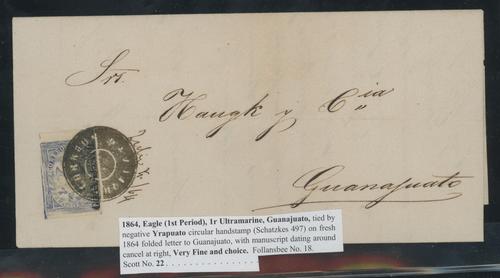 Srs.
Haugk y Cia
Guanajuato
1864, Eagle (1st Period), 1r Ultramarine, Guanajuato, tied by
negative Yrapuato circular handstamp (Schatzkes 497) on fresh
1864 folded letter to Guanajuato, with manuscript dating around
cancel at right, Very Fine and choice. Follansbee No. 18.
Scott No. 22 . . . . . . . . . . . . . . . . .